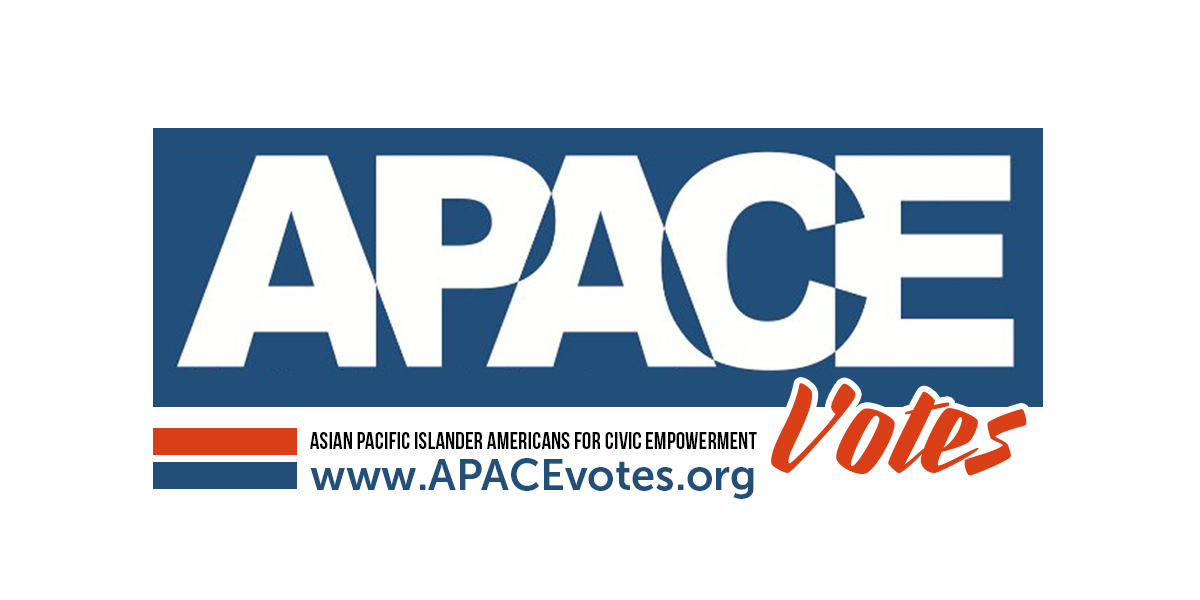 APACE
Votes
ASIAN PACIFIC ISLANDER AMERICANS FOR CIVIC EMPOWERMENT
www.APACEvotes.org